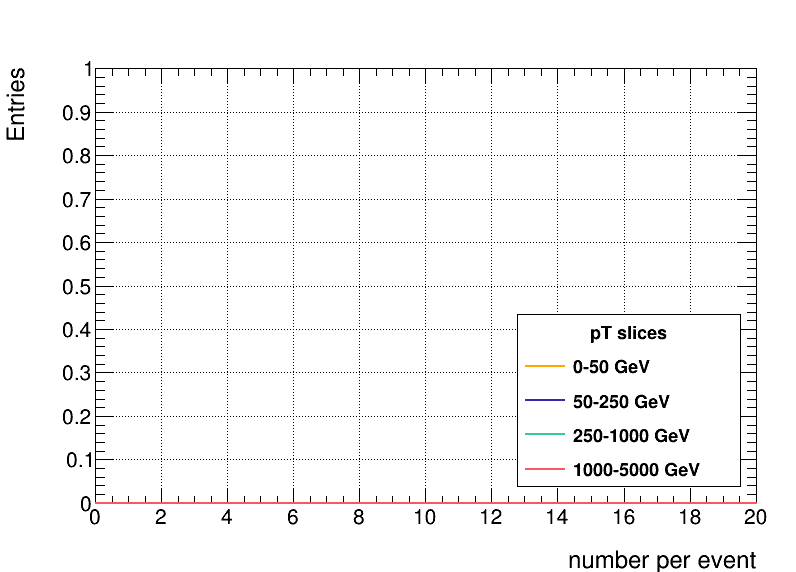 Entries
1
0.9
0.8
0.7
0.6
0.5
0.4
0.3
0.2
0.1
0
pT slices
0-50 GeV
50-250 GeV
250-1000 GeV
1000-5000 GeV
0 2 4 6 8 10 12 14 16 18 20
number per event